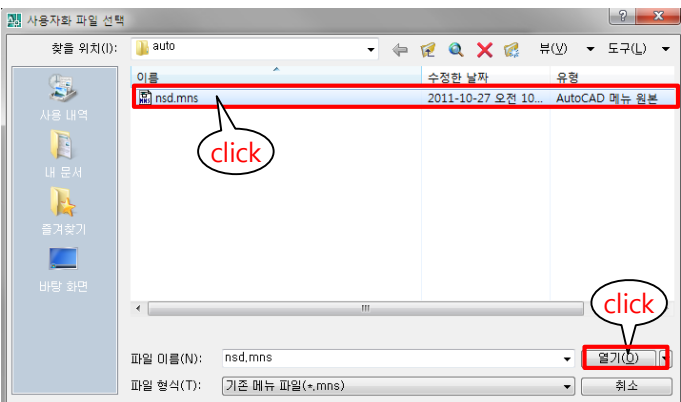 사용자화 파일 선택
찾을 위치(I): auto 뷰(V) 도구(L)
이름 수정한 날짜 유형
nsd.mns 2011-10-27 오전 10... AutoCAD 메뉴 원본
click
사용 내역
내 문서
즐겨찾기
바탕 화면
click
파일 이름(N): nsd.mns 열기(O)
파일 형식(T): 기존 메뉴 파일(*.mns) 취소